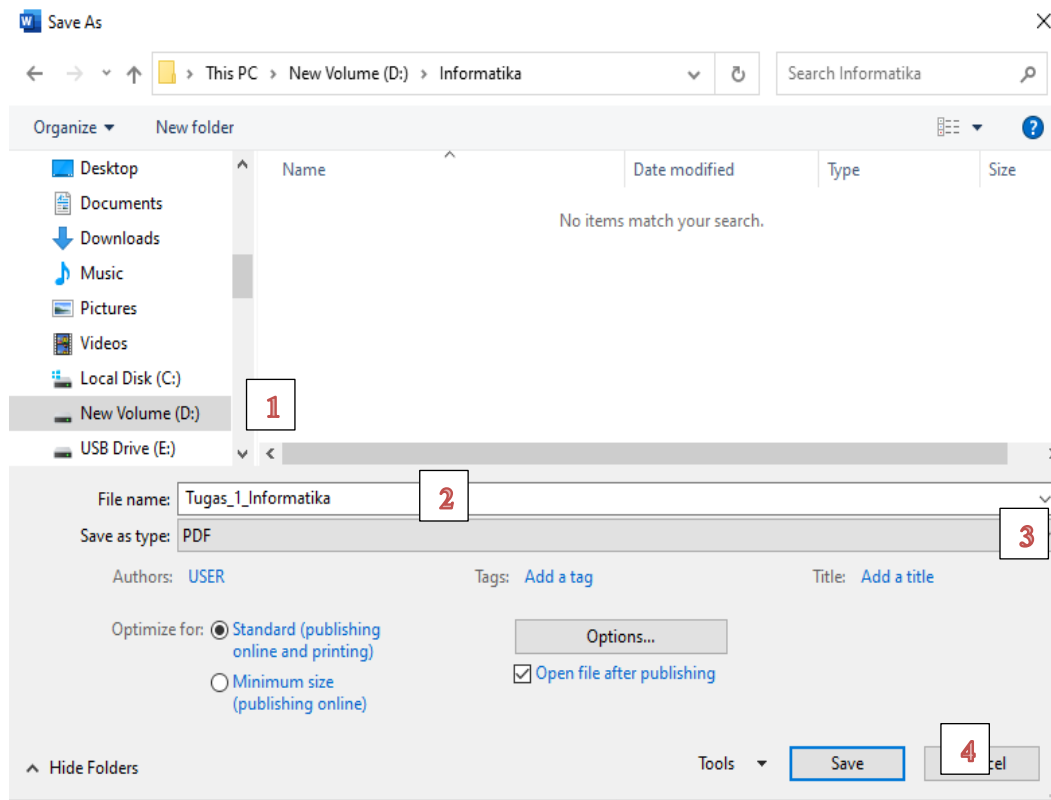 Save As
This PC > New Volume (D:) > Informatika
Search Informatika
Organize
New folder
Name
Date modified
Type
Size
No items match your search.
Desktop
Documents
Downloads
Music
Pictures
Videos
Local Disk (C:)
New Volume (D:)
USB Drive (E:)
1
File name: Tugas_1_Informatika
2
Save as type: PDF
3
Authors: USER
Tags: Add a tag
Title: Add a title
Optimize for: Standard (publishing
online and printing)
Minimum size
(publishing online)
Options...
Open file after publishing
Hide Folders
Tools
Save
4